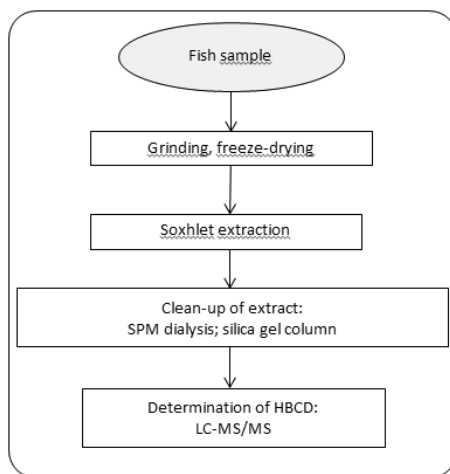 Fish sample
Grinding, freeze-drying
Soxhlet extraction
Clean-up of extract:
SPM dialysis; silica gel column
Determination of HBCD:
LC-MS/MS